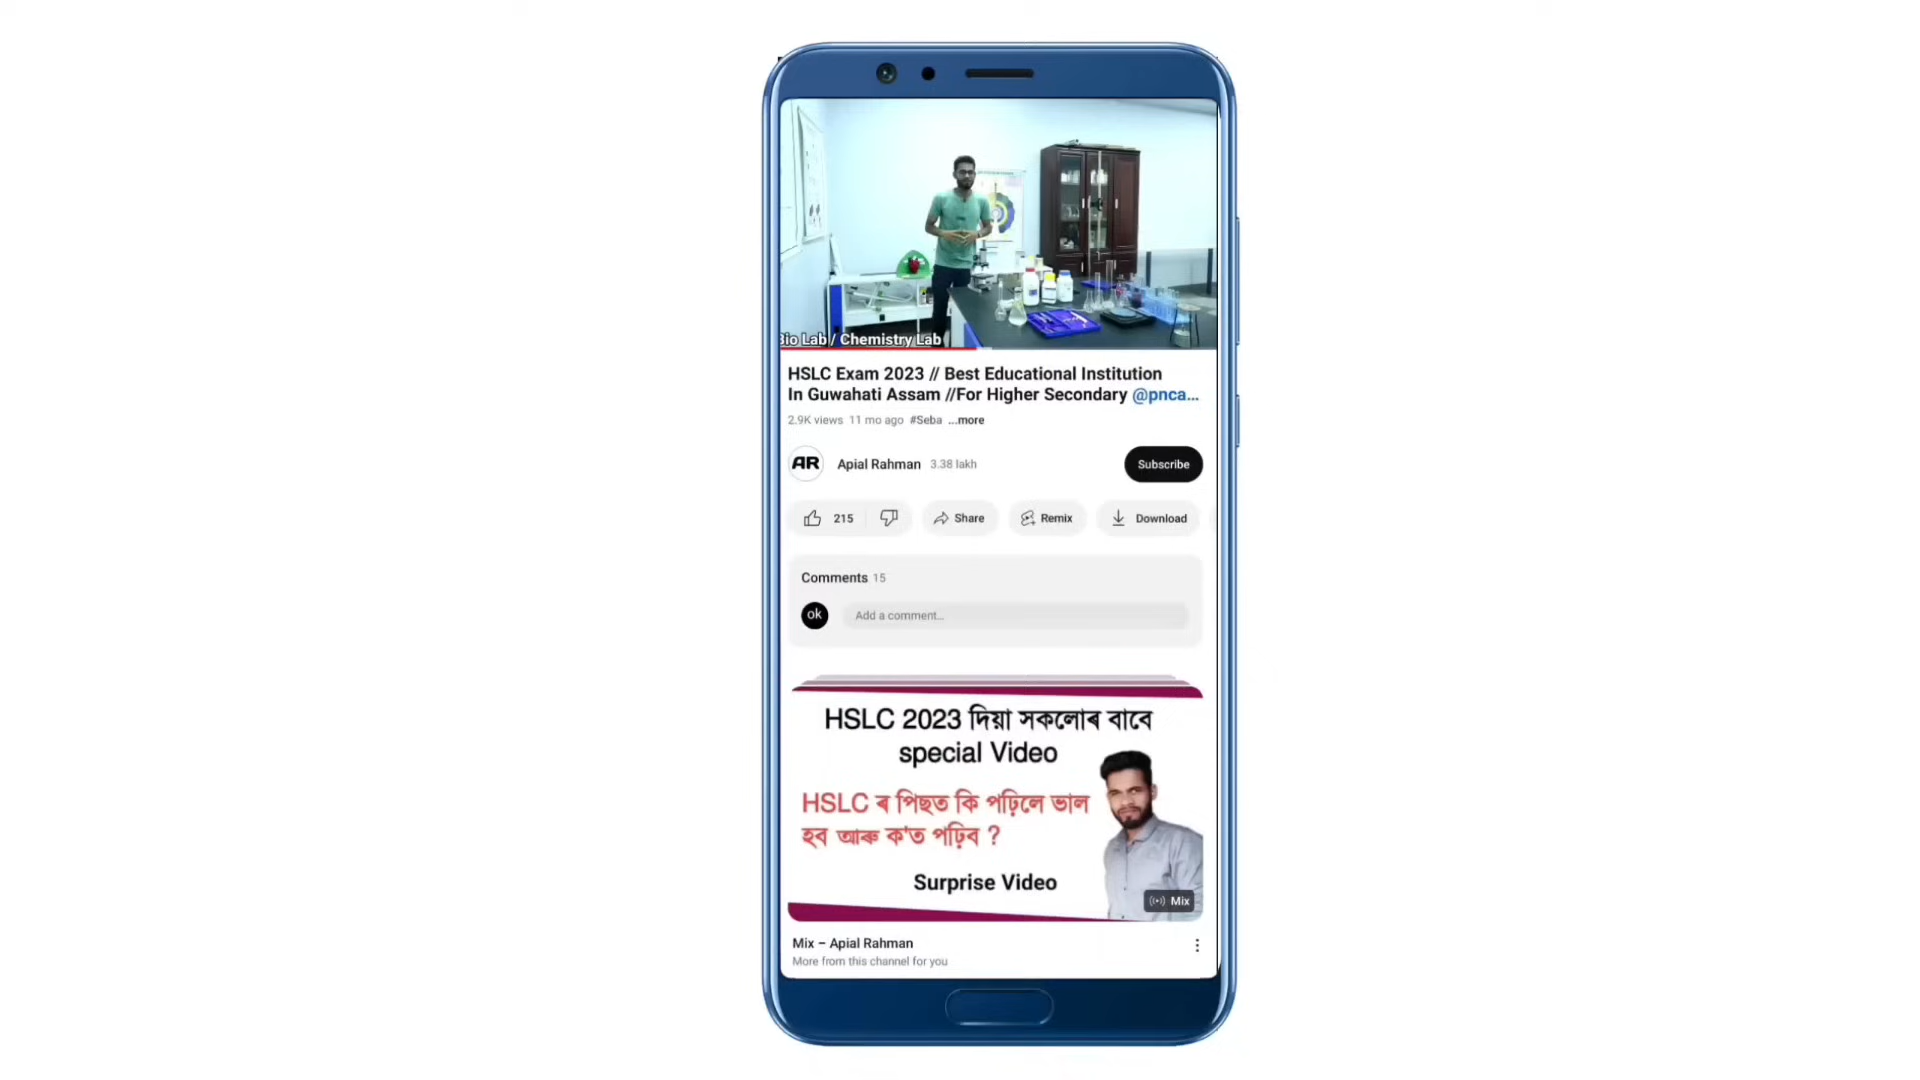 Bio Lab / Chemistry Lab
HSLC Exam 2023 // Best Educational Institution
In Guwahati Assam //For Higher Secondary @pnca...
2.9K views 11 mo ago #Seba ...more
AR Apial Rahman 3.38 lakh Subscribe
215 Share Remix Download
Comments 15
ok Add a comment...
HSLC 2023 দিয়া সকলোৰ বাবে
special Video
HSLC ৰ পিছত কি পঢ়িলে ভাল
হব আৰু ক'ত পঢ়িব ?
Surprise Video
Mix
Mix – Apial Rahman
More from this channel for you